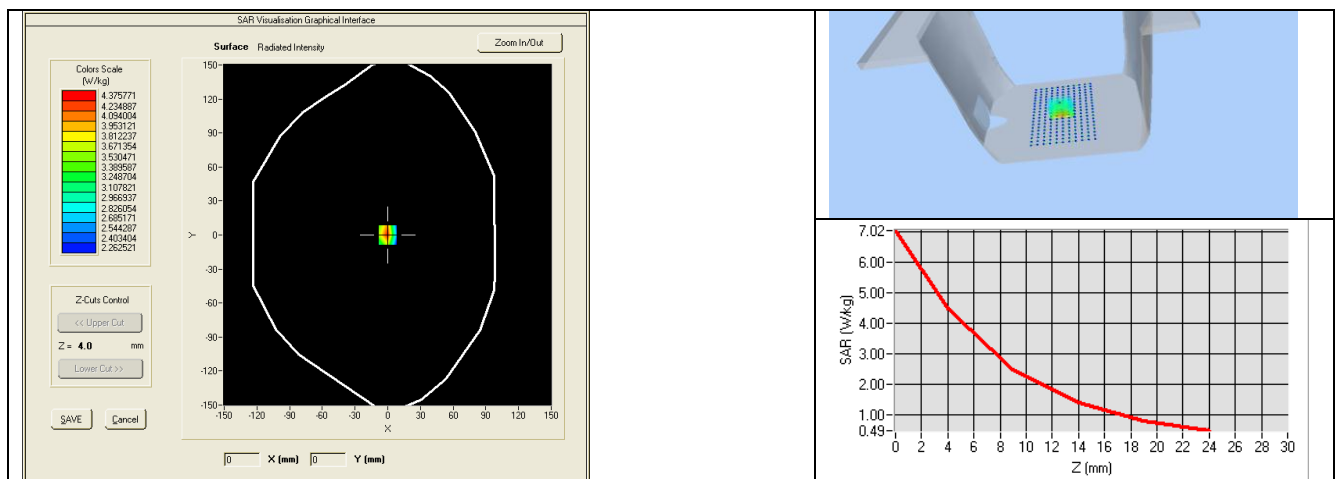 SAR Visualisation Graphical Interface
Surface Radiated Intensity
Zoom In/Out
Colors Scale
(W/kg)
4.375771
4.234887
4.094004
3.953121
3.812237
3.671354
3.530471
3.389587
3.248704
3.107821
2.966937
2.826054
2.685171
2.544287
2.403404
2.262521
Z-Cuts Control
<< Upper Cut
Z = 4.0 mm
Lower Cut >>
SAVE Cancel
150
120
90
60
30
0
-30
-60
-90
-120
-150
Y
-150 -120 -90 -60 -30 0 30 60 90 120 150
X
0 X (mm) 0 Y (mm)
7.02
6.00
5.00
4.00
3.00
2.00
1.00
0.49
SAR (W/kg)
0 2 4 6 8 10 12 14 16 18 20 22 24 26 28 30
Z (mm)